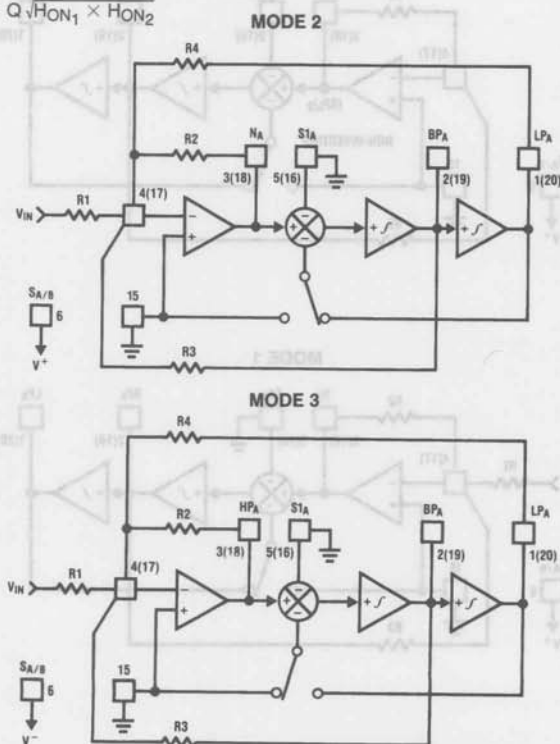 Q √HON1 × HON2
MODE 2
R4
R2
NA
S1A
BPA
LPA
3(18)
5(16)
2(19)
1(20)
VIN
R1
4(17)
−
+
+
−
−
+∫
+∫
SA/B
6
15
V+
R3
MODE 1
MODE 3
R4
R2
HPA
S1A
BPA
LPA
3(18)
5(16)
2(19)
1(20)
VIN
R1
4(17)
−
+
+
−
−
+∫
+∫
SA/B
6
15
V−
R3